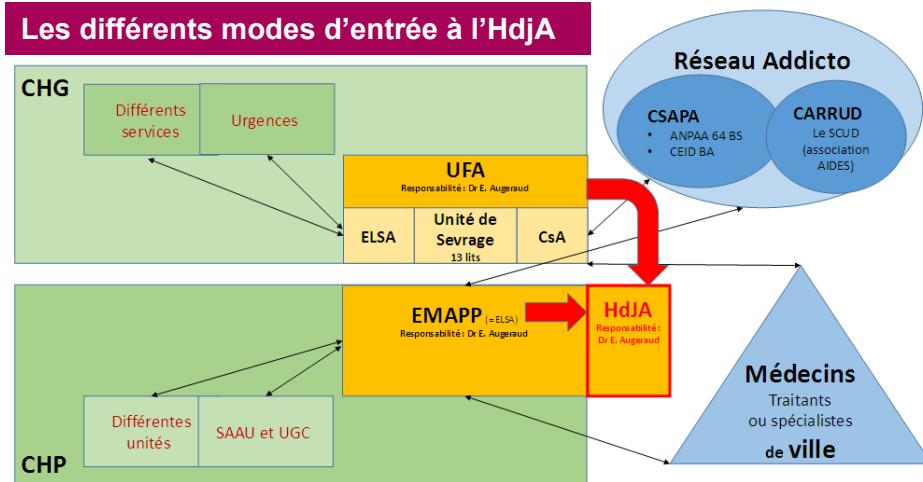 Les différents modes d’entrée à l’HdjA
CHG
Différents
services
Urgences
UFA
Responsabilité : Dr E. Augeraud
ELSA
Unité de
Sevrage
13 lits
CsA
Réseau Addicto
CSAPA
• ANPAA 64 BS
• CEID BA
CARRUD
Le SCUD
(association
AIDES)
CHP
EMAPP (= ELSA)
Responsabilité : Dr E. Augeraud
HdJA
Responsabilité :
Dr E. Augeraud
Différentes
unités
SAAU et UGC
Médecins
Traitants
ou spécialistes
de ville